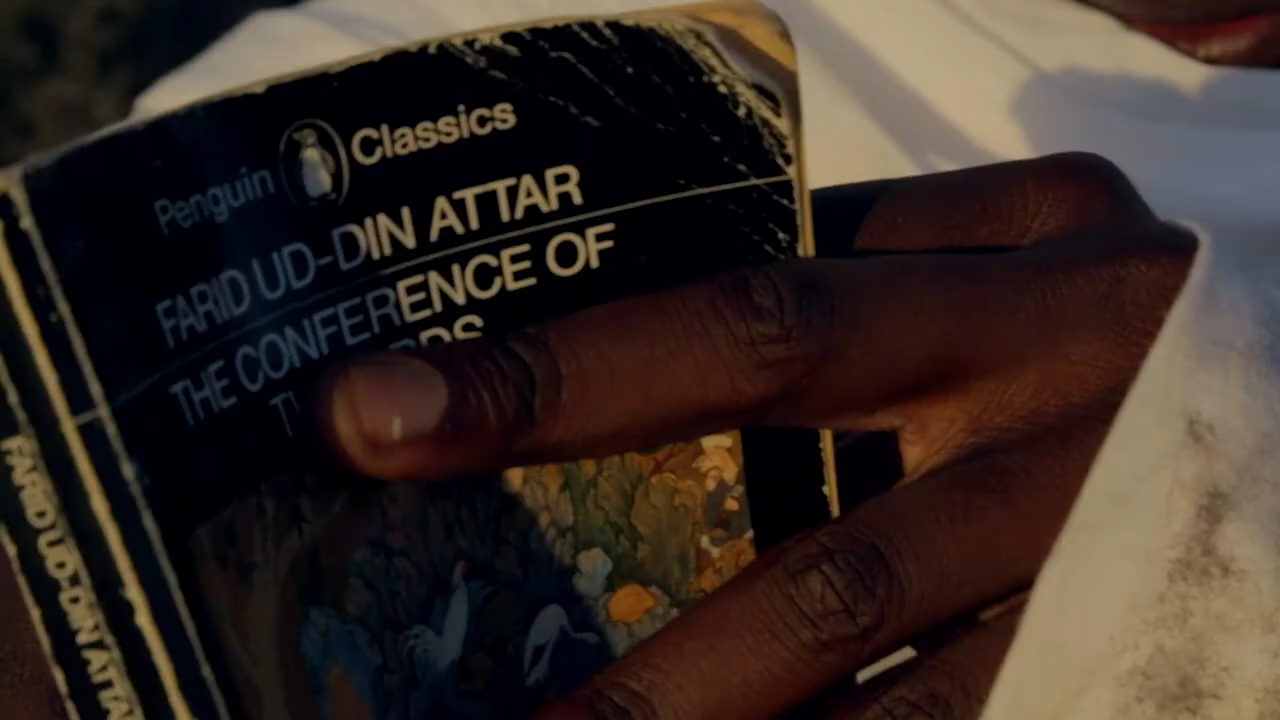 Penguin Classics
FARID UD-DIN ATTAR
THE CONFERENCE OF
FARID UD-DIN ATTAR